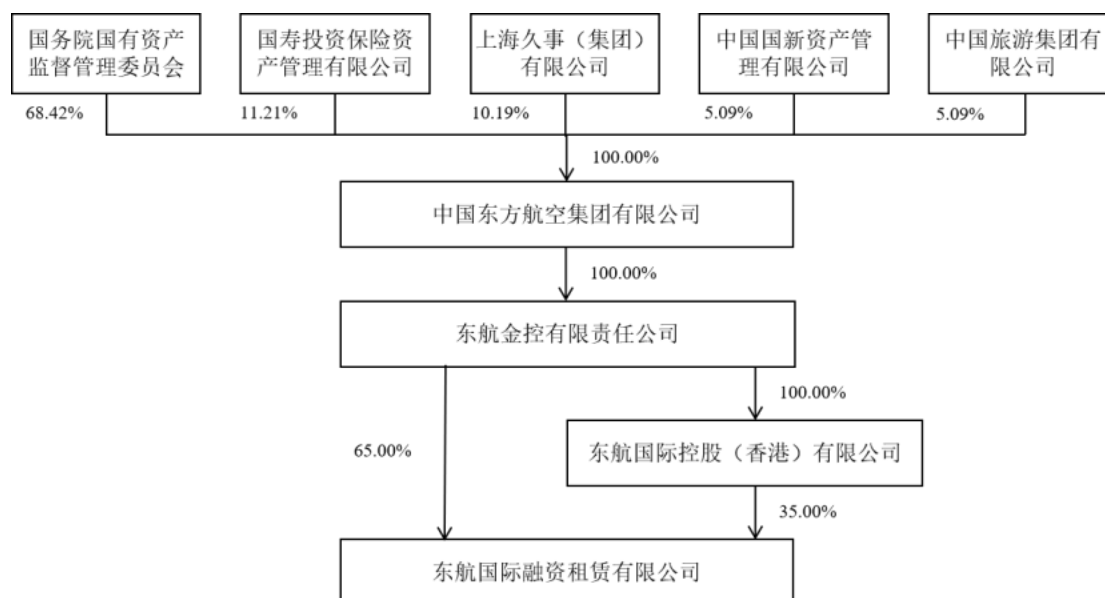 国务院国有资产
监督管理委员会
国寿投资保险资
产管理有限公司
上海久事（集团）
有限公司
中国国新资产管
理有限公司
中国旅游集团有
限公司
68.42%
11.21%
10.19%
5.09%
5.09%
100.00%
中国东方航空集团有限公司
100.00%
东航金控有限责任公司
100.00%
65.00%
东航国际控股（香港）有限公司
35.00%
东航国际融资租赁有限公司